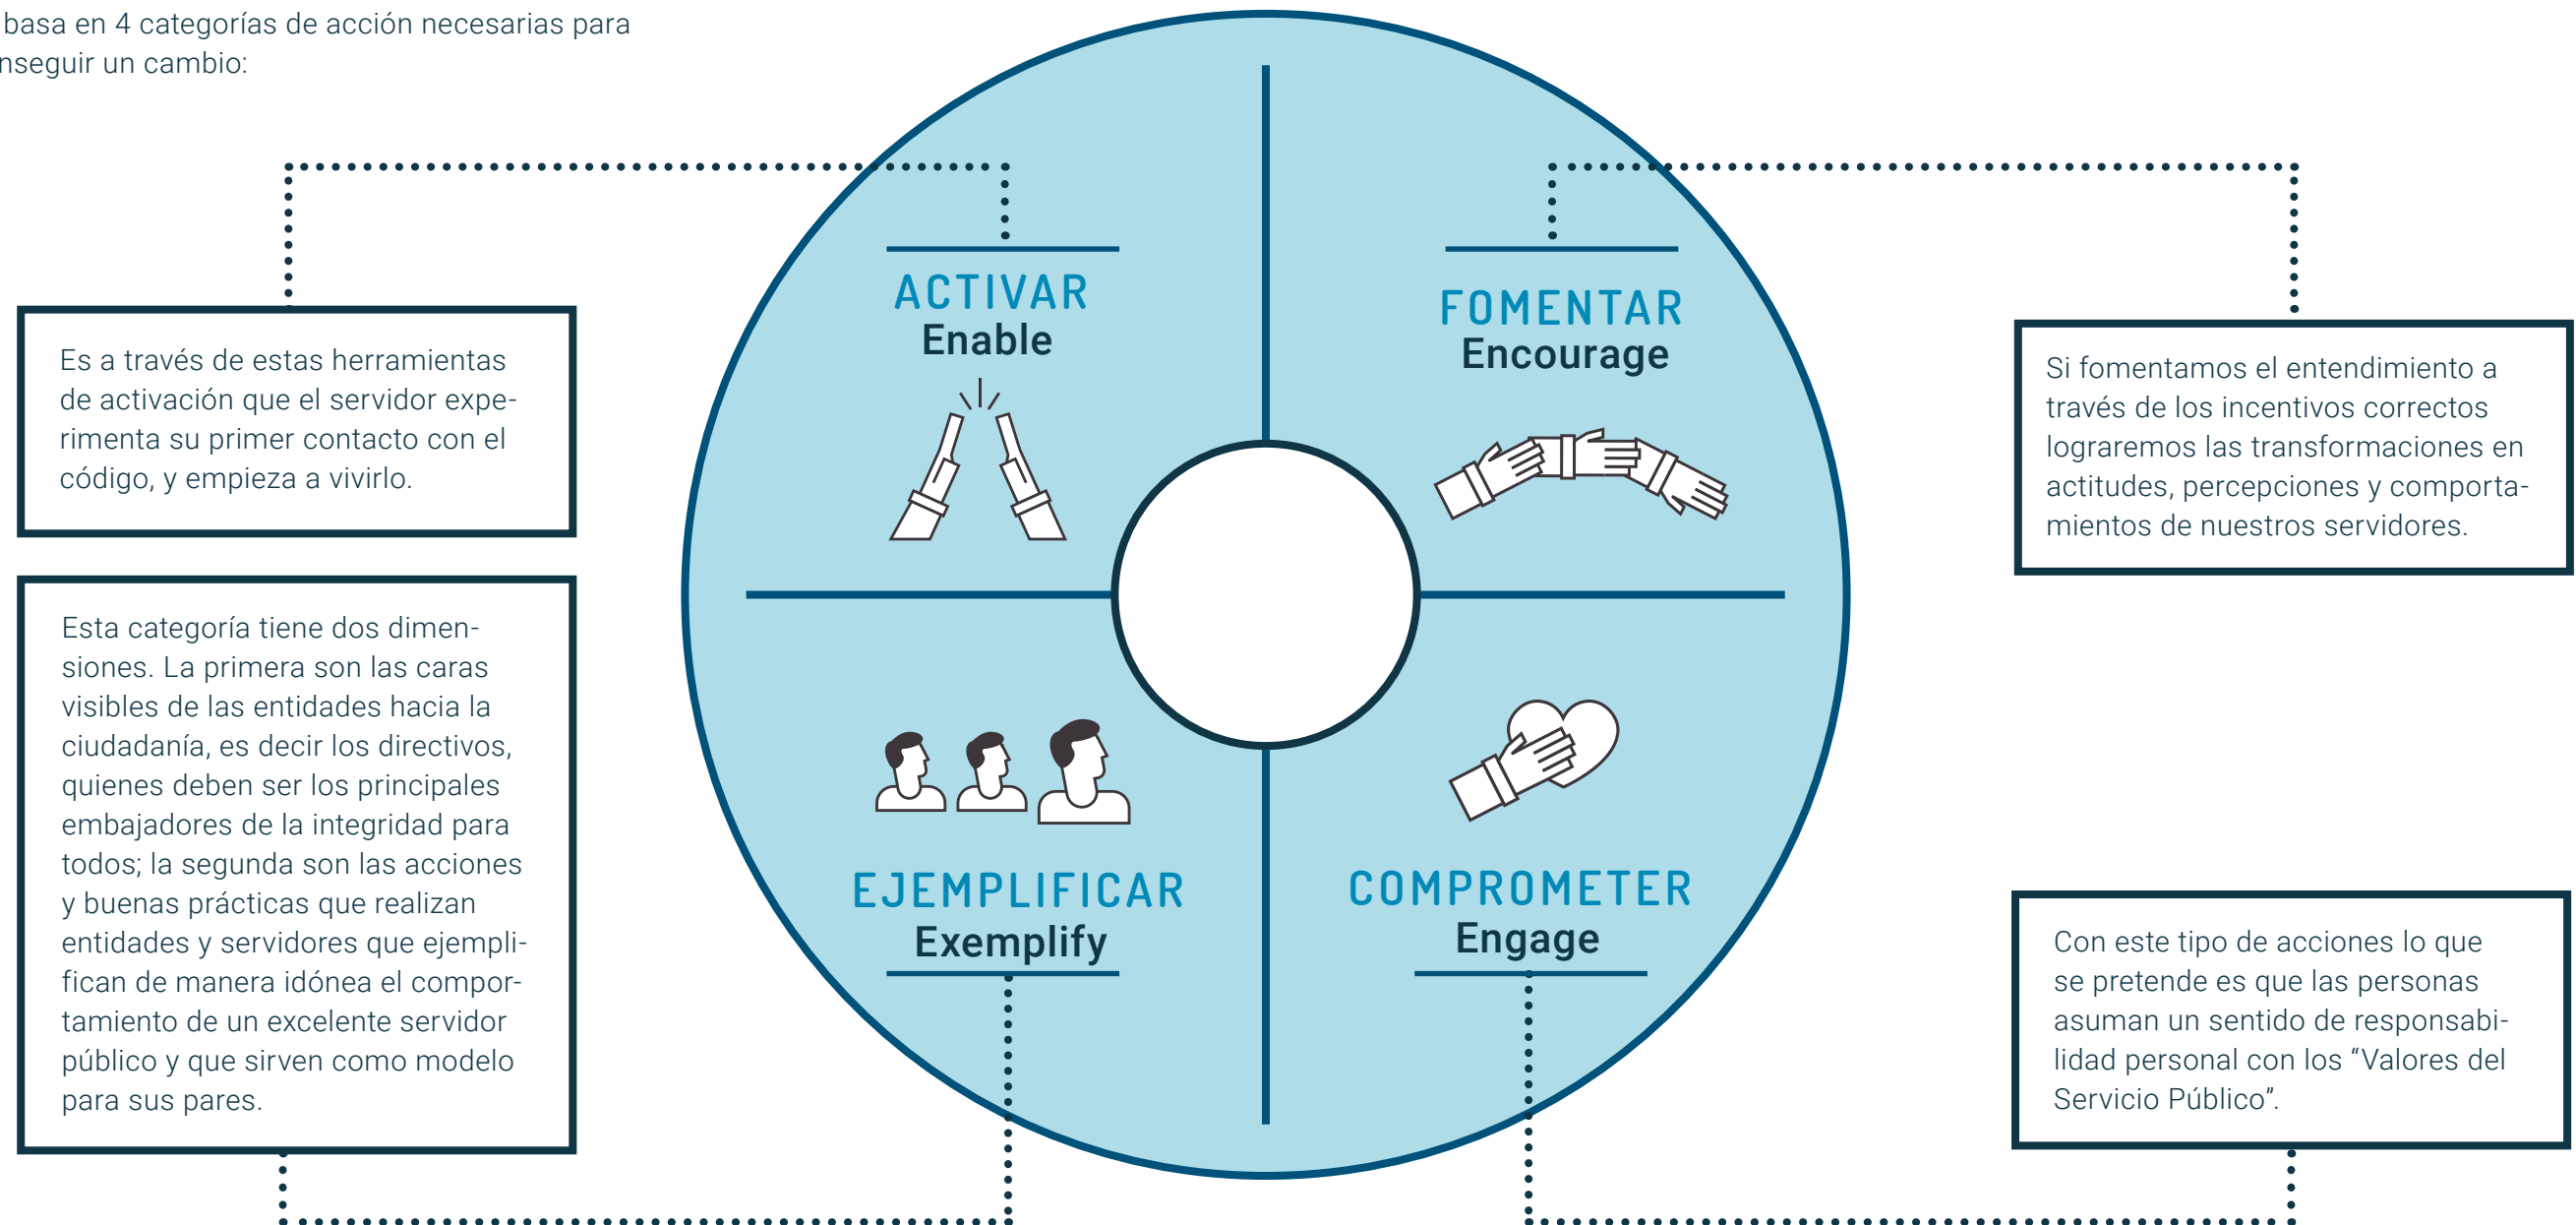 basa en 4 categorías de acción necesarias para
nseguir un cambio:
ACTIVAR
Enable
Es a través de estas herramientas
de activación que el servidor expe-
rimenta su primer contacto con el
código, y empieza a vivirlo.
FOMENTAR
Encourage
Si fomentamos el entendimiento a
través de los incentivos correctos
lograremos las transformaciones en
actitudes, percepciones y comporta-
mientos de nuestros servidores.
EJEMPLIFICAR
Exemplify
Esta categoría tiene dos dimen-
siones. La primera son las caras
visibles de las entidades hacia la
ciudadanía, es decir los directivos,
quienes deben ser los principales
embajadores de la integridad para
todos; la segunda son las acciones
y buenas prácticas que realizan
entidades y servidores que ejempli-
fican de manera idónea el compor-
tamiento de un excelente servidor
público y que sirven como modelo
para sus pares.
COMPROMETER
Engage
Con este tipo de acciones lo que
se pretende es que las personas
asuman un sentido de responsabi-
lidad personal con los “Valores del
Servicio Público”.